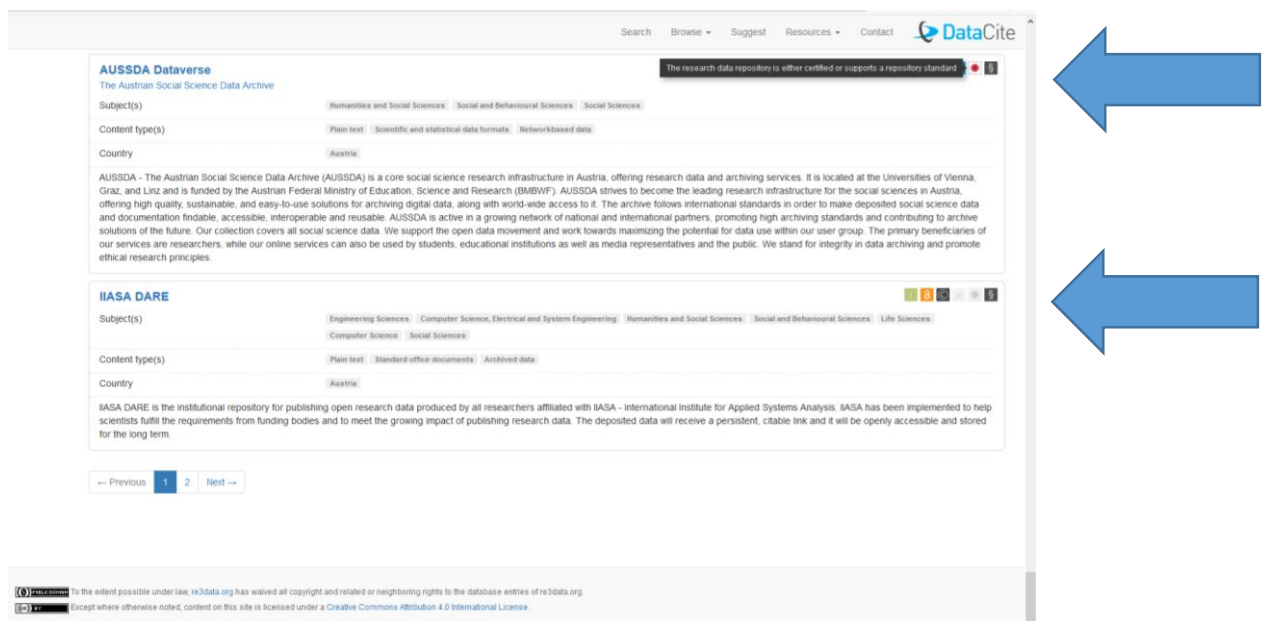 Search Browse Suggest Resources Contact DataCite
AUSSDA Dataverse
The research data repository is either certified or supports a repository standard
§
The Austrian Social Science Data Archive
Subject(s) Humanities and Social Sciences Social and Behavioural Sciences Social Sciences
Content type(s) Plain text Scientific and statistical data formats Networkbased data
Country Austria
AUSSDA - The Austrian Social Science Data Archive (AUSSDA) is a core social science research infrastructure in Austria, offering research data and archiving services. It is located at the Universities of Vienna,
Graz, and Linz and is funded by the Austrian Federal Ministry of Education, Science and Research (BMBWF). AUSSDA strives to become the leading research infrastructure for the social sciences in Austria,
offering high quality, sustainable, and easy-to-use solutions for archiving digital data, along with world-wide access to it. The archive follows international standards in order to make deposited social science data
and documentation findable, accessible, interoperable and reusable. AUSSDA is active in a growing network of national and international partners, promoting high archiving standards and contributing to archive
solutions of the future. Our collection covers all social science data. We support the open data movement and work towards maximizing the potential for data use within our user group. The primary beneficiaries of
our services are researchers, while our online services can also be used by students, educational institutions as well as media representatives and the public. We stand for integrity in data archiving and promote
ethical research principles.
IIASA DARE
§
Subject(s) Engineering Sciences Computer Science, Electrical and System Engineering Humanities and Social Sciences Social and Behavioural Sciences Life Sciences
Computer Science Social Sciences
Content type(s) Plain text Standard office documents Archived data
Country Austria
IIASA DARE is the institutional repository for publishing open research data produced by all researchers affiliated with IIASA - International Institute for Applied Systems Analysis. IIASA has been implemented to help
scientists fulfill the requirements from funding bodies and to meet the growing impact of publishing research data. The deposited data will receive a persistent, citable link and it will be openly accessible and stored
for the long term.
← Previous 1 2 Next →
PUBLIC DOMAIN To the extent possible under law, re3data.org has waived all copyright and related or neighboring rights to the database entries of re3data.org.
(cc) BY Except where otherwise noted, content on this site is licensed under a Creative Commons Attribution 4.0 International License .